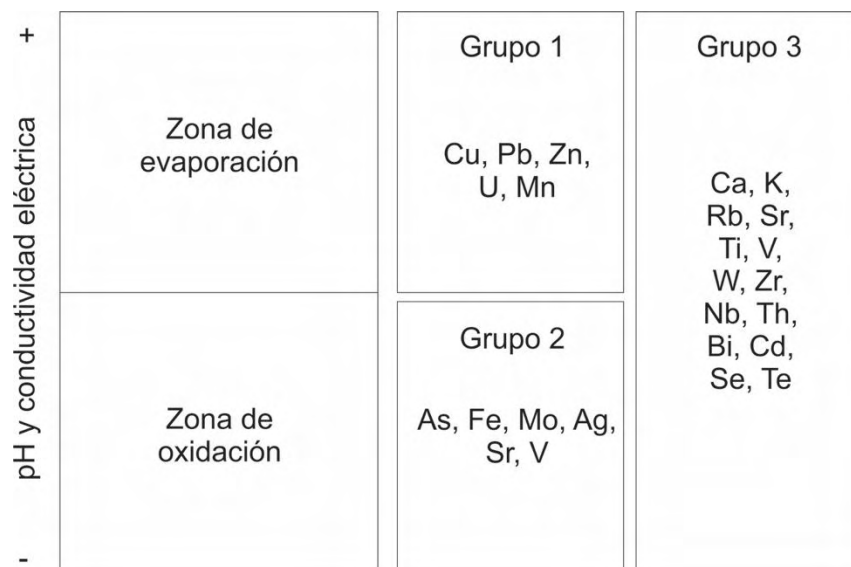 +
pH y conductividad eléctrica
-
Zona de
evaporación
Zona de
oxidación
Grupo 1
Cu, Pb, Zn,
U, Mn
Grupo 2
As, Fe, Mo, Ag,
Sr, V
Grupo 3
Ca, K,
Rb, Sr,
Ti, V,
W, Zr,
Nb, Th,
Bi, Cd,
Se, Te